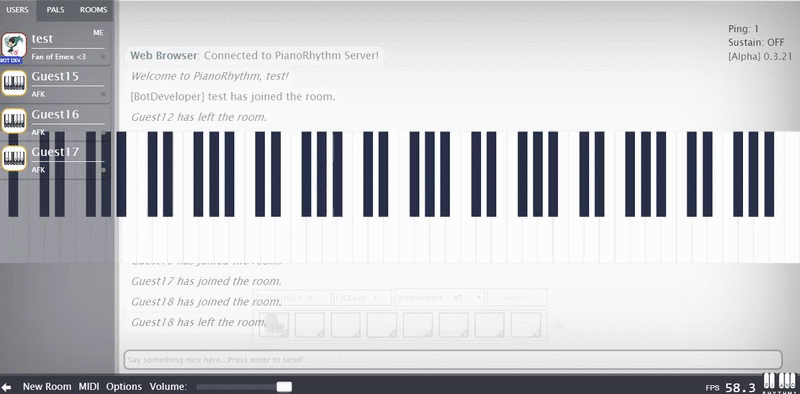 USERS PALS ROOMS
test ME
BOT DEV Fan of Emex <3
Guest15
AFK
Guest16
AFK
Guest17
AFK
Ping: 1
Sustain: OFF
[Alpha] 0.3.21
Web Browser: Connected to PianoRhythm Server!
Welcome to PianoRhythm, test!
[BotDeveloper] test has joined the room.
Guest12 has left the room.
has joined the room.
Guest17 has joined the room.
Guest18 has joined the room.
Guest18 has left the room.
Octave:
Instruments -
Say something nice here...Press enter to send!
New Room MIDI Options Volume:
FPS 58.3